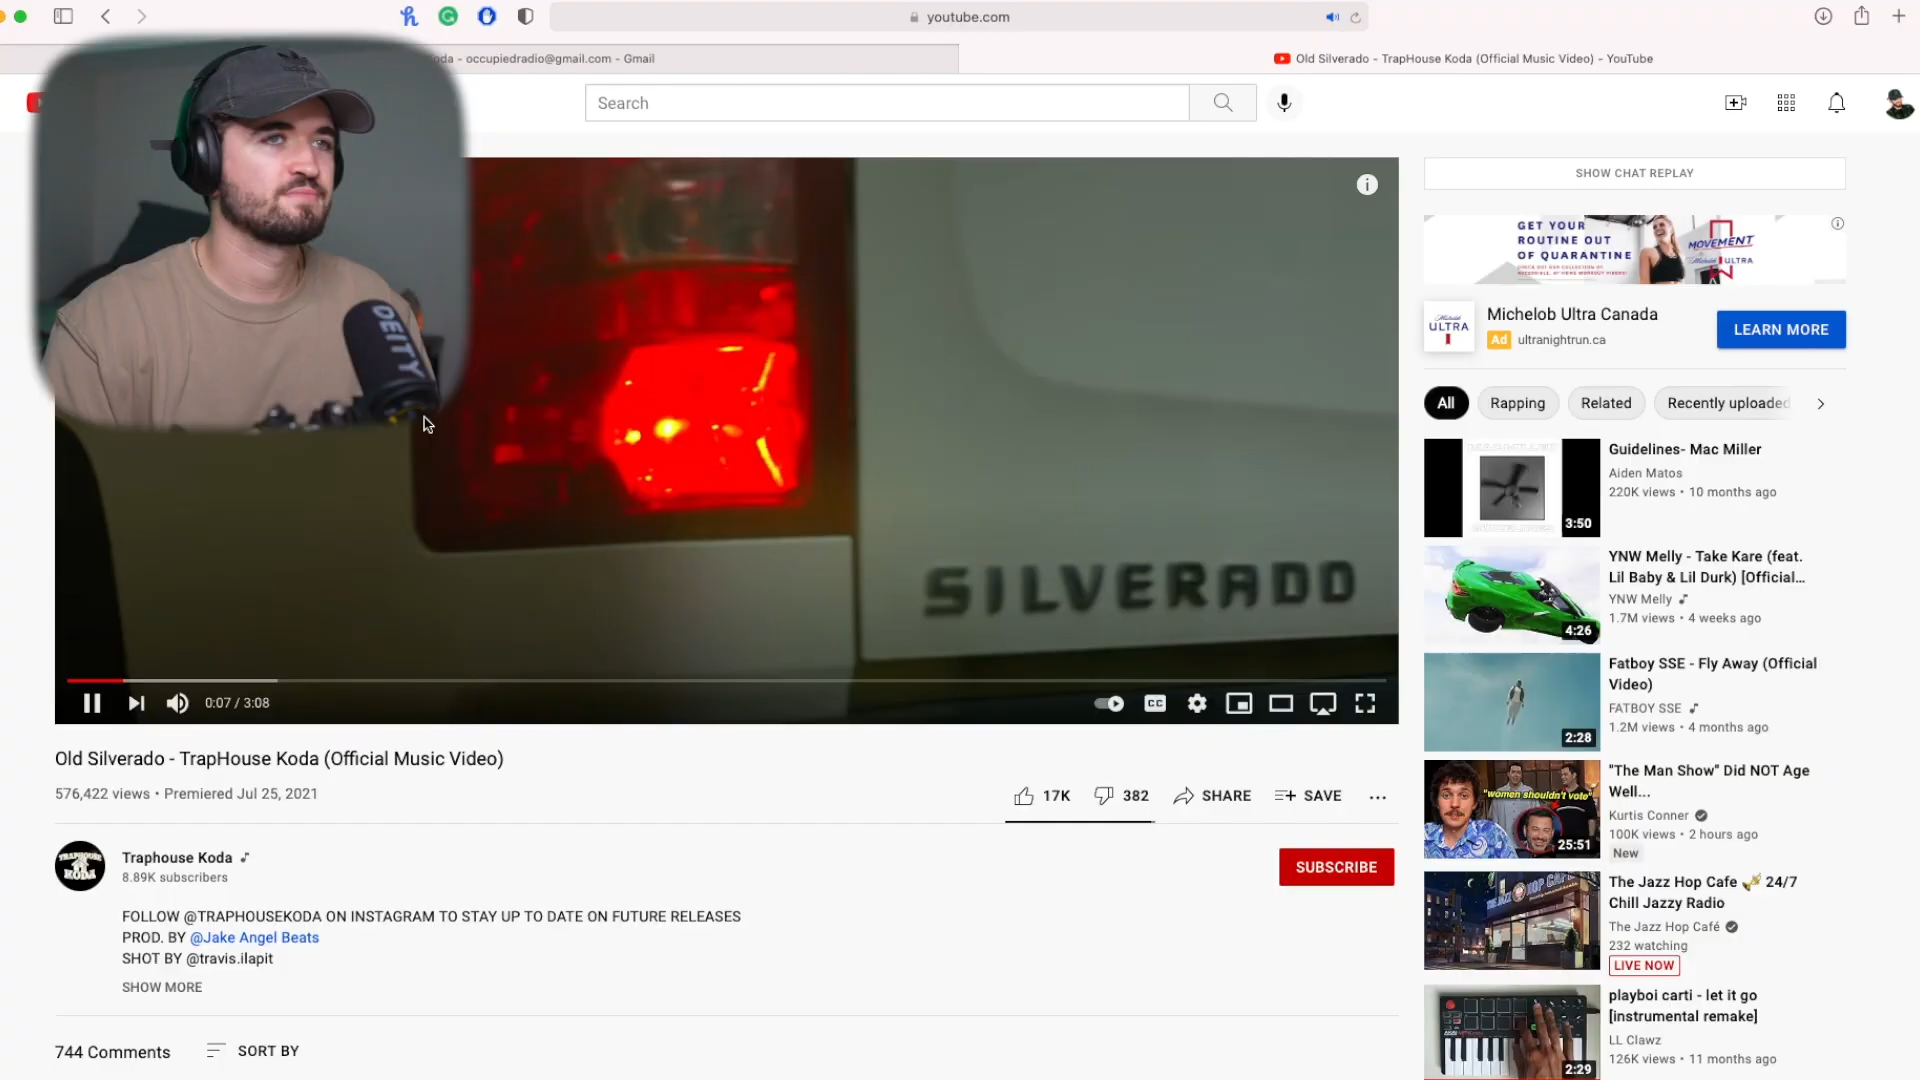 youtube.com
oda - occupiedradio@gmail.com - Gmail
Old Silverado - TrapHouse Koda (Official Music Video) - YouTube
Search
DEITY
SILVERADO
0:07 / 3:08
CC
Old Silverado - TrapHouse Koda (Official Music Video)
576,422 views • Premiered Jul 25, 2021
17K
382
SHARE
SAVE
TRAPHOUSE
KODA
Traphouse Koda
8.89K subscribers
SUBSCRIBE
FOLLOW @TRAPHOUSEKODA ON INSTAGRAM TO STAY UP TO DATE ON FUTURE RELEASES
PROD. BY @Jake Angel Beats
SHOT BY @travis.ilapit
SHOW MORE
744 Comments
SORT BY
SHOW CHAT REPLAY
GET YOUR
ROUTINE OUT
OF QUARANTINE
MOVEMENT
ULTRA
ULTRA
Michelob Ultra Canada
Ad ultranightrun.ca
LEARN MORE
All
Rapping
Related
Recently uploaded
Guidelines- Mac Miller
Aiden Matos
220K views • 10 months ago
3:50
YNW Melly - Take Kare (feat.
Lil Baby & Lil Durk) [Official...
YNW Melly
1.7M views • 4 weeks ago
4:26
Fatboy SSE - Fly Away (Official
Video)
FATBOY SSE
1.2M views • 4 months ago
2:28
"The Man Show" Did NOT Age
Well...
Kurtis Conner
100K views • 2 hours ago
New
"women shouldn't vote"
25:51
The Jazz Hop Cafe 🎺 24/7
Chill Jazzy Radio
The Jazz Hop Café
232 watching
LIVE NOW
playboi carti - let it go
[instrumental remake]
LL Clawz
126K views • 11 months ago
2:29